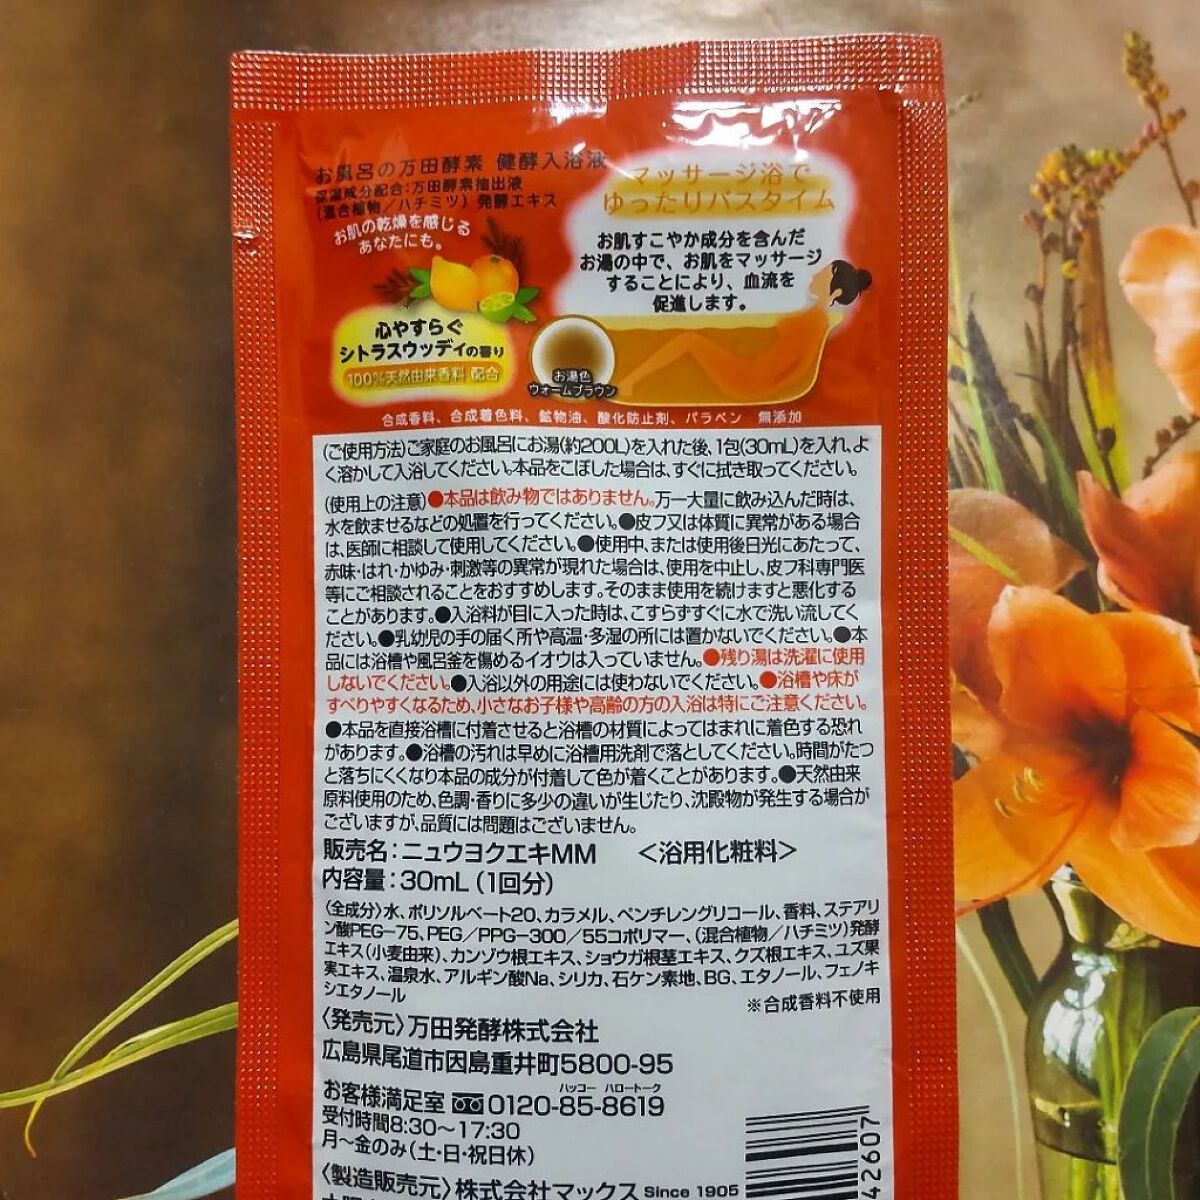 お風呂の万田酵素 健酵入浴液
保湿成分配合:万田酵素抽出液
(混合植物/ハチミツ)発酵エキス
お肌の乾燥を感じる
あなたにも。
心やすらぐ
シトラスウッディの香り
100%天然由来香料 配合
マッサージ浴で
ゆったりバスタイム
お肌すこやか成分を含んだ
お湯の中で、お肌をマッサージ
することにより、血流を
促進します。
お湯色
ウォームブラウン
合成香料、合成着色料、鉱物油、酸化防止剤、パラベン 無添加
〈ご使用方法〉ご家庭のお風呂にお湯(約200L)を入れた後、1包(30mL)を入れ、よ
く溶かして入浴してください。本品をこぼした場合は、すぐに拭き取ってください。
〈使用上の注意〉●本品は飲み物ではありません。万一大量に飲み込んだ時は、
水を飲ませるなどの処置を行ってください。●皮フ又は体質に異常がある場合
は、医師に相談して使用してください。●使用中、または使用後日光にあたって、
赤味・はれ・かゆみ・刺激等の異常が現れた場合は、使用を中止し、皮フ科専門医
等にご相談されることをおすすめします。そのまま使用を続けますと悪化する
ことがあります。●入浴料が目に入った時は、こすらずすぐに水で洗い流してく
ださい。●乳幼児の手の届く所や高温・多湿の所には置かないでください。●本
品には浴槽や風呂釜を傷めるイオウは入っていません。●残り湯は洗濯に使用
しないでください。●入浴以外の用途には使わないでください。●浴槽や床が
すべりやすくなるため、小さなお子様や高齢の方の入浴は特にご注意ください。
●本品を直接浴槽に付着させると浴槽の材質によってはまれに着色する恐れ
があります。●浴槽の汚れは早めに浴槽用洗剤で落としてください。時間がたつ
と落ちにくくなり本品の成分が付着して色が着くことがあります。●天然由来
原料使用のため、色調・香りに多少の違いが生じたり、沈殿物が発生する場合が
ございますが、品質には問題はございません。
販売名:ニュウヨクエキMM 〈浴用化粧料〉
内容量:30mL(1回分)
〈全成分〉水、ポリソルベート20、カラメル、ペンチレングリコール、香料、ステアリ
ン酸PEG-75、PEG/PPG-300/55コポリマー、(混合植物/ハチミツ)発酵
エキス(小麦由来)、カンゾウ根エキス、ショウガ根茎エキス、クズ根エキス、ユズ果
実エキス、温泉水、アルギン酸Na、シリカ、石ケン素地、BG、エタノール、フェノキ
シエタノール
※合成香料不使用
〈発売元〉万田発酵株式会社
広島県尾道市因島重井町5800-95
ハッコー ハロートーク
お客様満足室 0120-85-8619
受付時間8:30〜17:30
月〜金のみ(土・日・祝日休)
〈製造販売元〉株式会社マックス Since 1905
42607